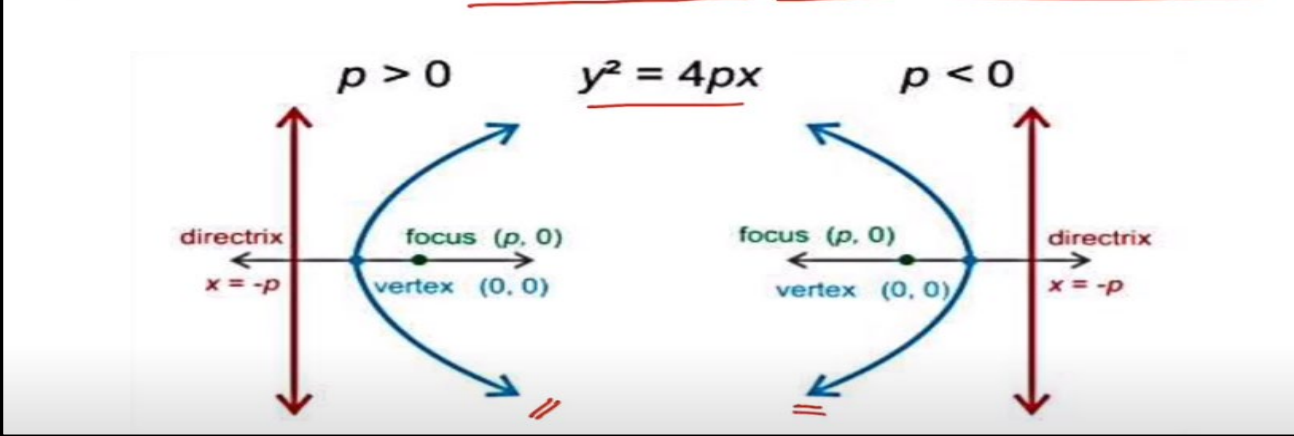 p > 0
y² = 4px
p < 0
directrix
focus (p, 0)
x = -p
vertex (0, 0)
focus (p, 0)
directrix
vertex (0, 0)
x = -p